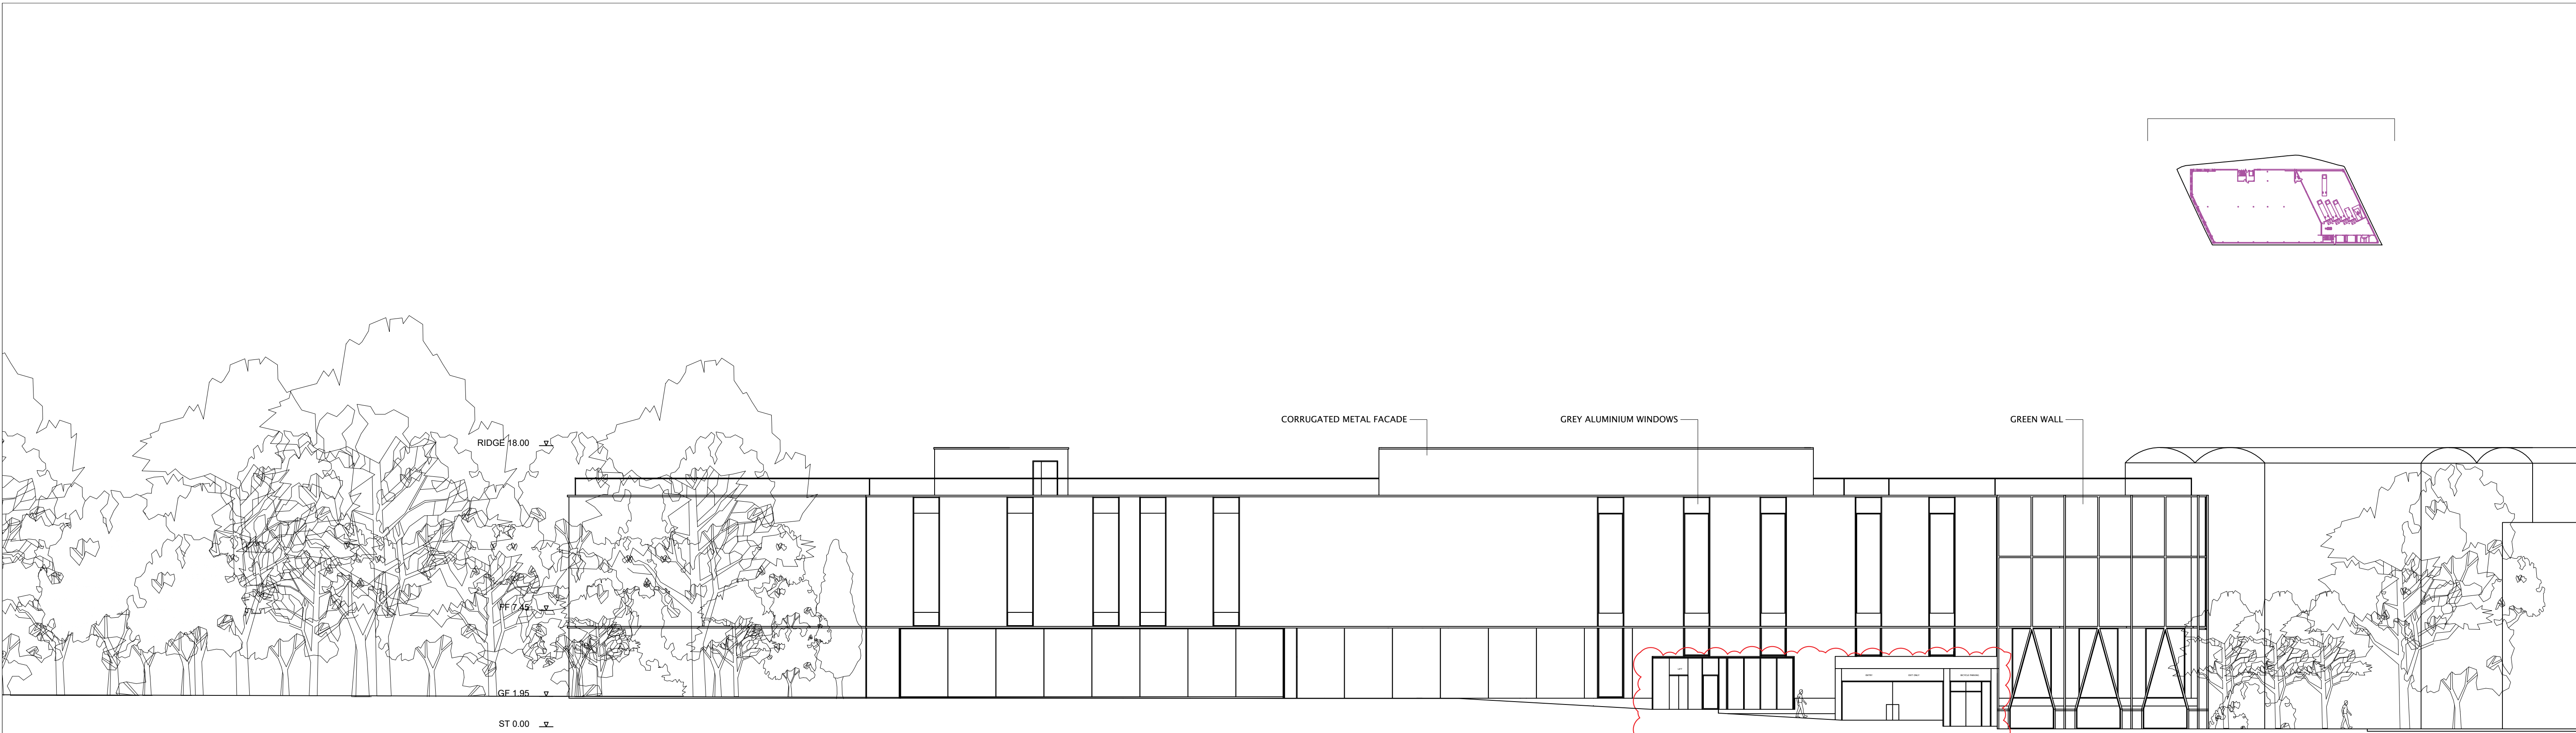 CORRUGATED METAL FACADE
GREY ALUMINIUM WINDOWS
GREEN WALL
RIDGE 18.00
FF 7.45
GF 1.95
ST 0.00